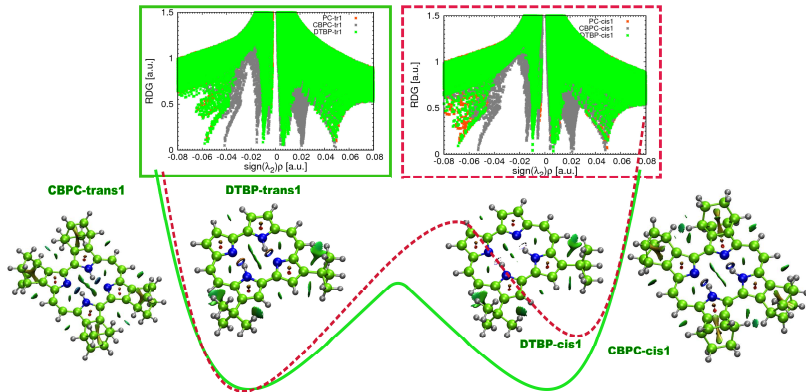 PC-tr1
CBPC-tr1
DTBP-tr1
RDG [a.u.]
1.5
1
0.5
0
-0.08 -0.06 -0.04 -0.02 0 0.02 0.04 0.06 0.08
sign(λ2)ρ [a.u.]
PC-cis1
CBPC-cis1
DTBP-cis1
RDG [a.u.]
1.5
1
0.5
0
-0.08 -0.06 -0.04 -0.02 0 0.02 0.04 0.06 0.08
sign(λ2)ρ [a.u.]
CBPC-trans1
DTBP-trans1
DTBP-cis1
CBPC-cis1